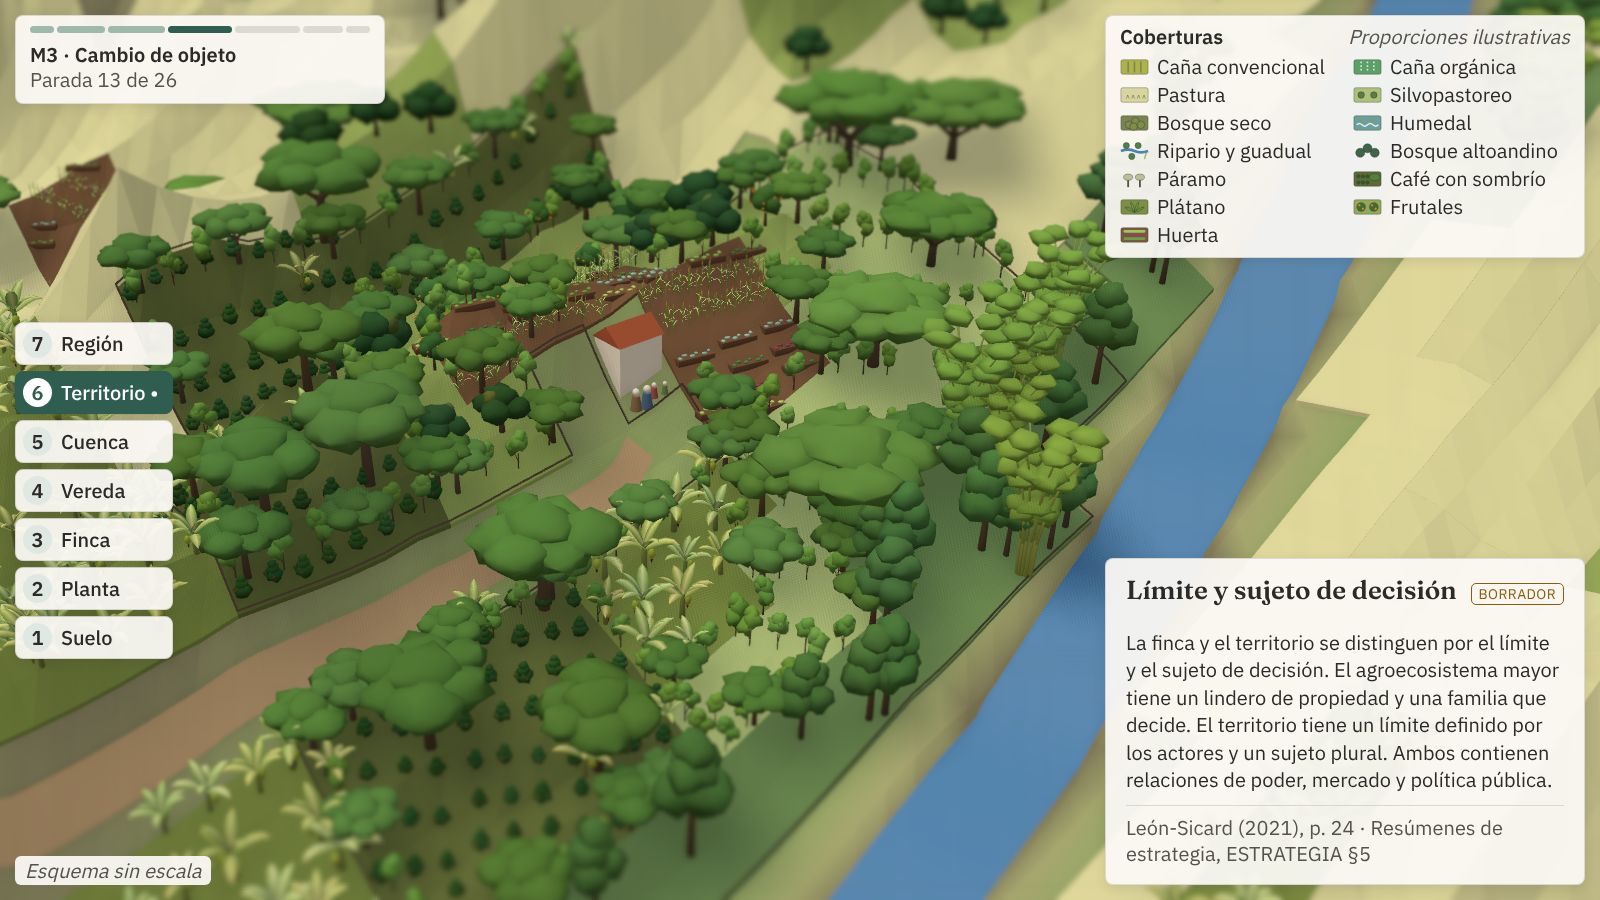 M3 · Cambio de objeto
Parada 13 de 26
Coberturas
Proporciones ilustrativas
Caña convencional
Caña orgánica
Pastura
Silvopastoreo
Bosque seco
Humedal
Ripario y guadual
Bosque altoandino
Páramo
Café con sombrío
Plátano
Frutales
Huerta
7 Región
6 Territorio •
5 Cuenca
4 Vereda
3 Finca
2 Planta
1 Suelo
Límite y sujeto de decisión
BORRADOR
La finca y el territorio se distinguen por el límite
y el sujeto de decisión. El agroecosistema mayor
tiene un lindero de propiedad y una familia que
decide. El territorio tiene un límite definido por
los actores y un sujeto plural. Ambos contienen
relaciones de poder, mercado y política pública.
León-Sicard (2021), p. 24 · Resúmenes de
estrategia, ESTRATEGIA §5
Esquema sin escala